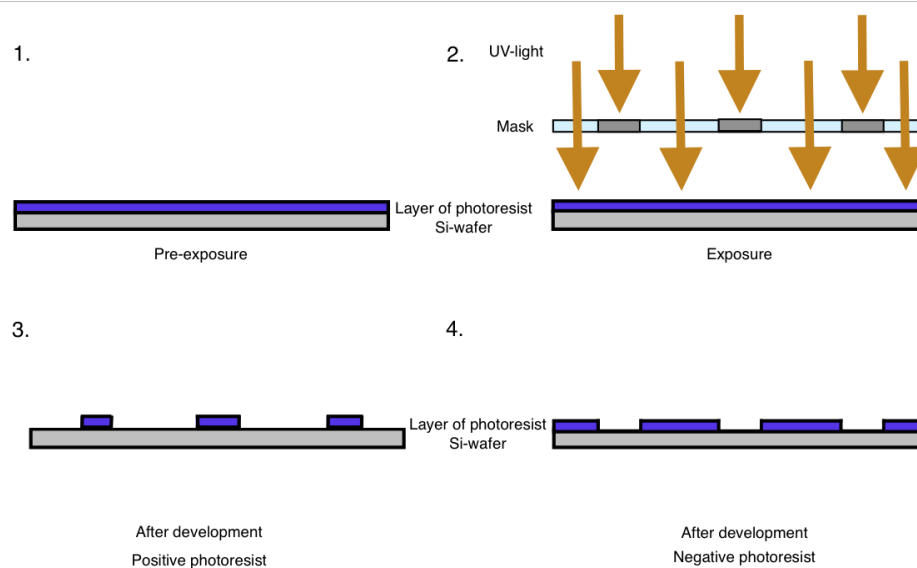 1.
2.
UV-light
Mask
Layer of photoresist
Si-wafer
Pre-exposure
Exposure
3.
4.
Layer of photoresist
Si-wafer
After development
Positive photoresist
After development
Negative photoresist